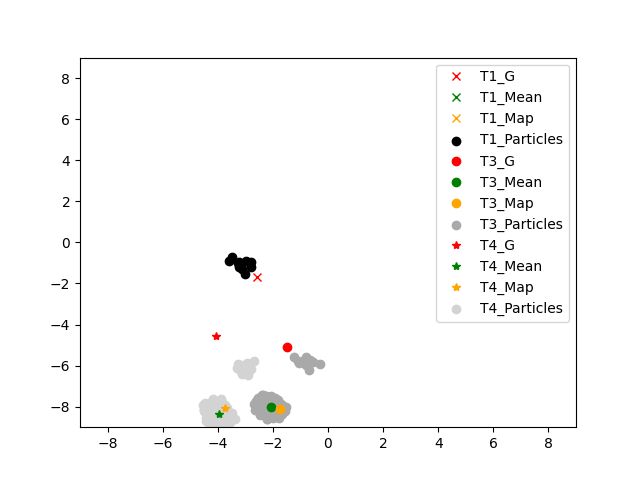 8
6
4
2
0
−2
−4
−6
−8
−8
−6
−4
−2
0
2
4
6
8
T1_G
T1_Mean
T1_Map
T1_Particles
T3_G
T3_Mean
T3_Map
T3_Particles
T4_G
T4_Mean
T4_Map
T4_Particles